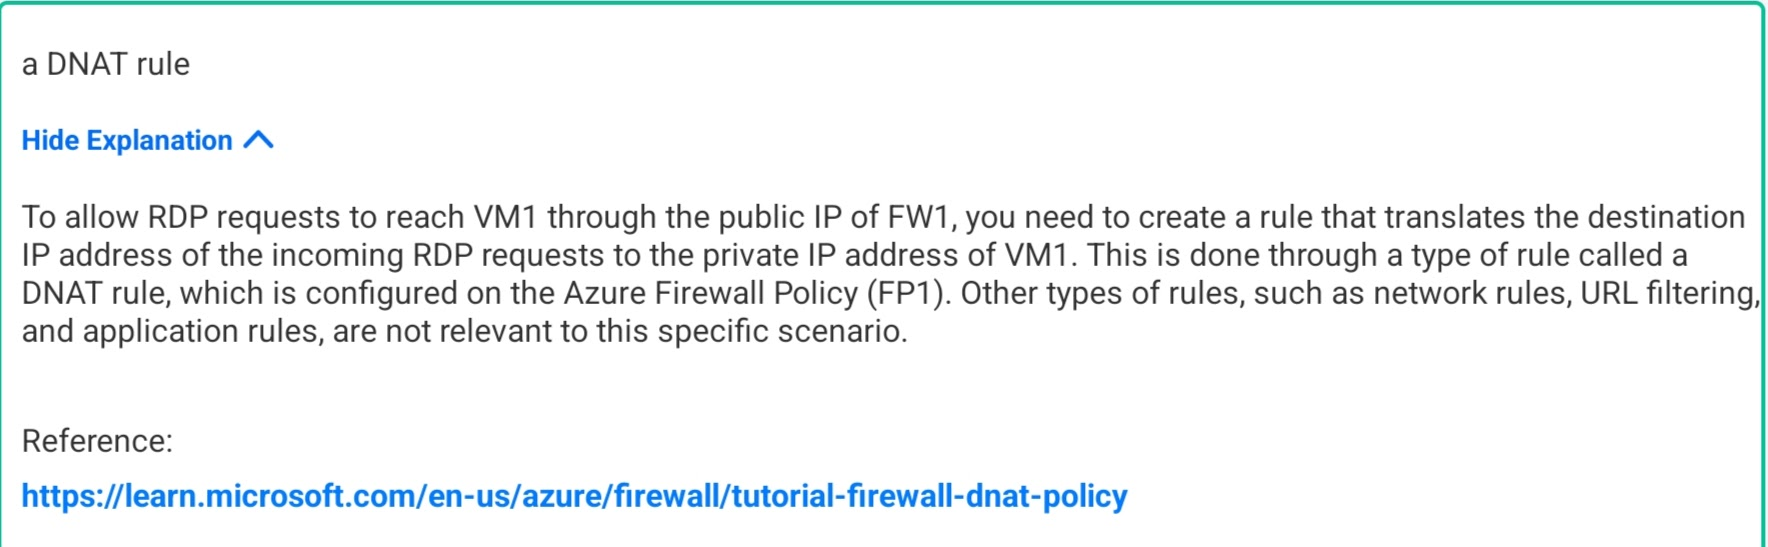 a DNAT rule
Hide Explanation
To allow RDP requests to reach VM1 through the public IP of FW1, you need to create a rule that translates the destination
IP address of the incoming RDP requests to the private IP address of VM1. This is done through a type of rule called a
DNAT rule, which is configured on the Azure Firewall Policy (FP1). Other types of rules, such as network rules, URL filtering,
and application rules, are not relevant to this specific scenario.
Reference:
https://learn.microsoft.com/en-us/azure/firewall/tutorial-firewall-dnat-policy